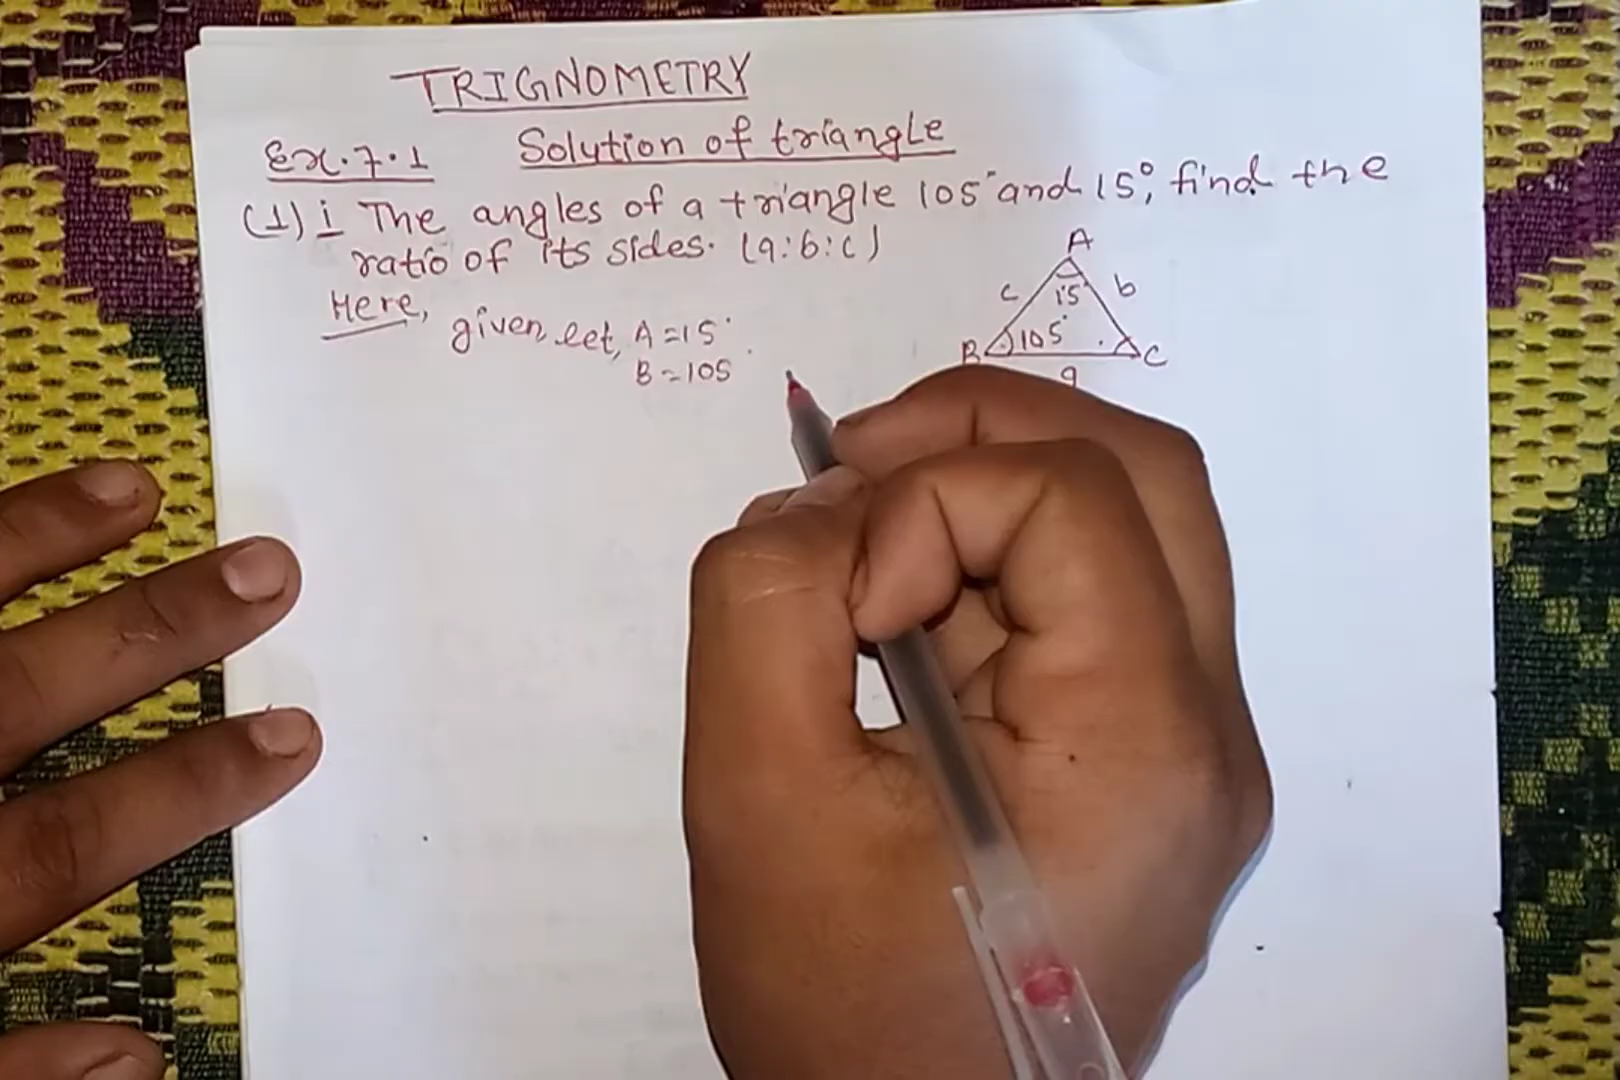 TRIGNOMETRY
Ex.7.1 Solution of triangle
(1) i The angles of a triangle 105° and 15°, find the
ratio of its sides. (a:b:c)
Here, given, let, A = 15°
B = 105°
A
c 15° b
B 105° C
a